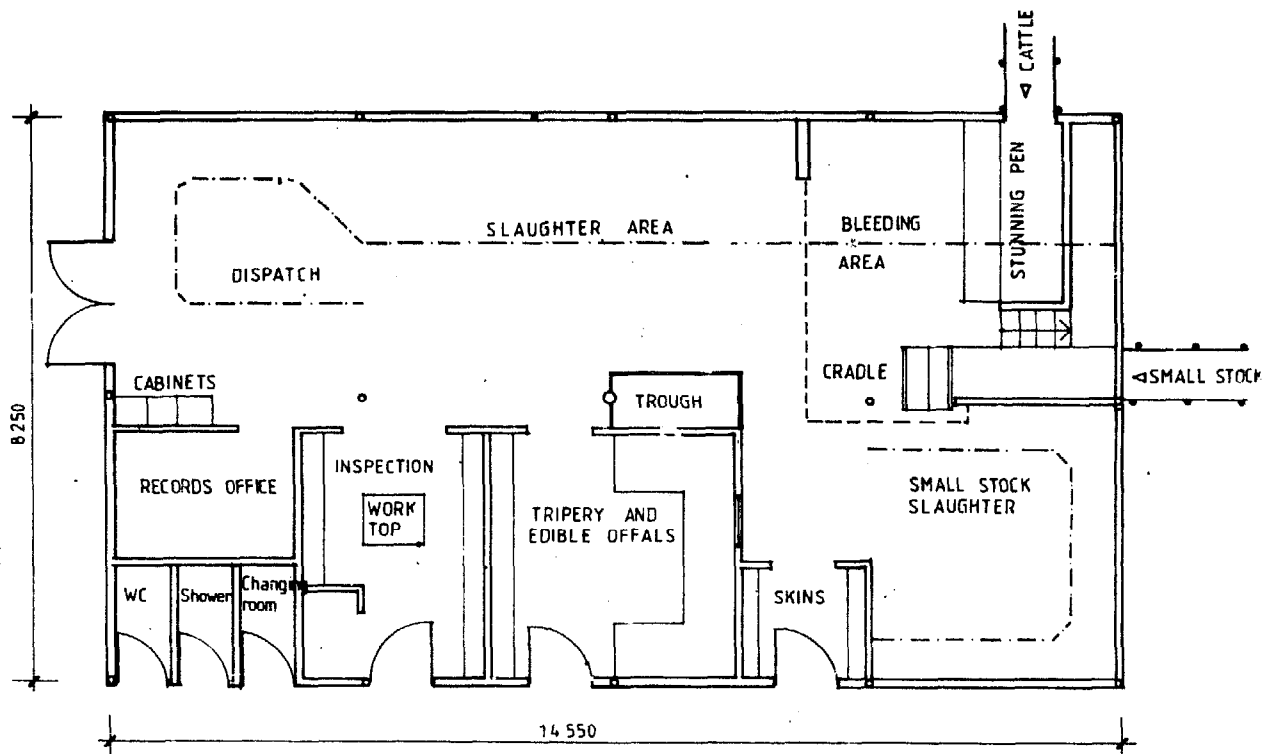 ◁ CATTLE
STUNNING PEN
SLAUGHTER AREA
BLEEDING
AREA
DISPATCH
CABINETS
CRADLE
◁SMALL STOCK
TROUGH
8250
RECORDS OFFICE
INSPECTION
WORK
TOP
TRIPERY AND
EDIBLE OFFALS
SMALL STOCK
SLAUGHTER
WC
Shower
Changing
room
SKINS
14 550